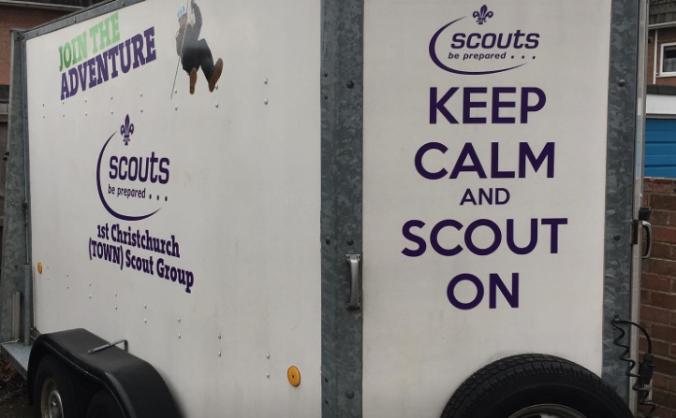 JOIN THE
ADVENTURE
scouts
be prepared...
1st Christchurch
(TOWN) Scout Group
scouts
be prepared...
KEEP
CALM
AND
SCOUT
ON